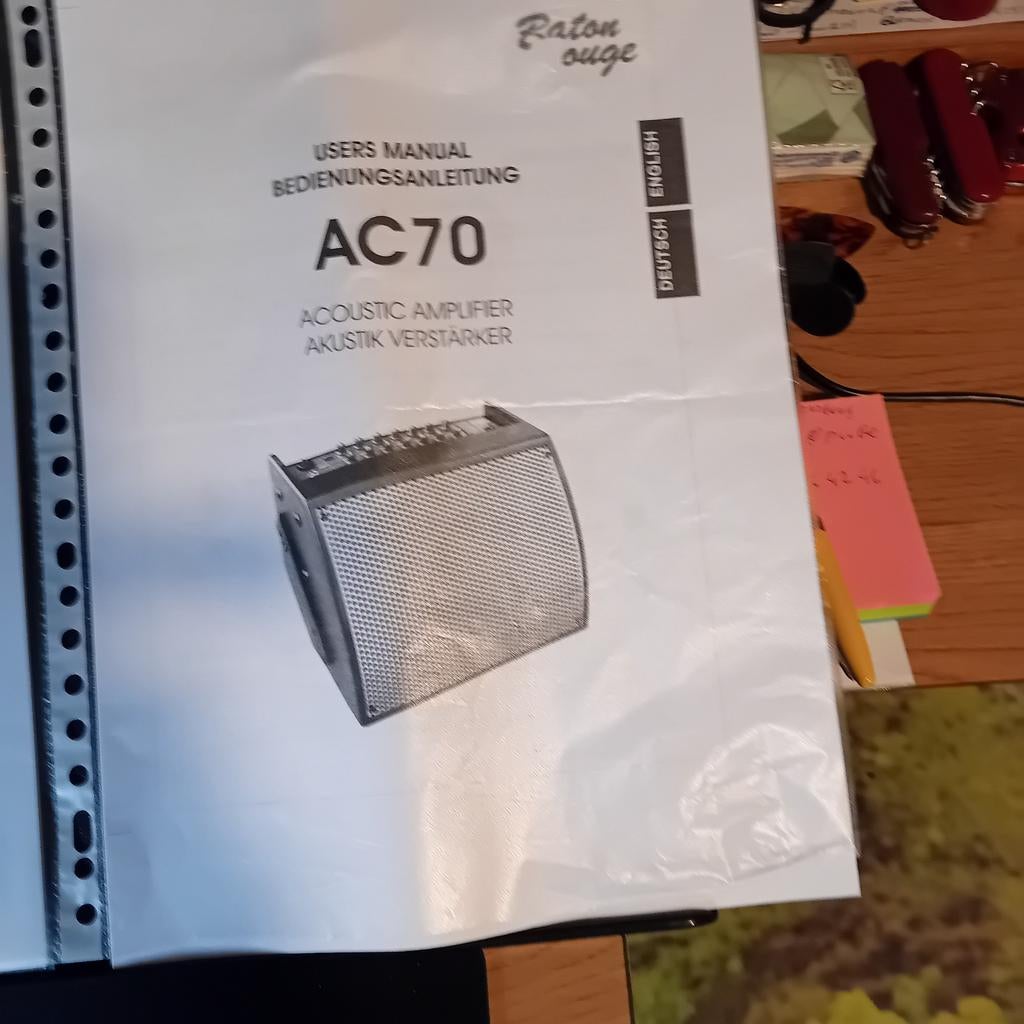 Raton
ouge
USERS MANUAL
BEDIENUNGSANLEITUNG
AC70
ACOUSTIC AMPLIFIER
AKUSTIK VERSTÄRKER
ENGLISH
DEUTSCH